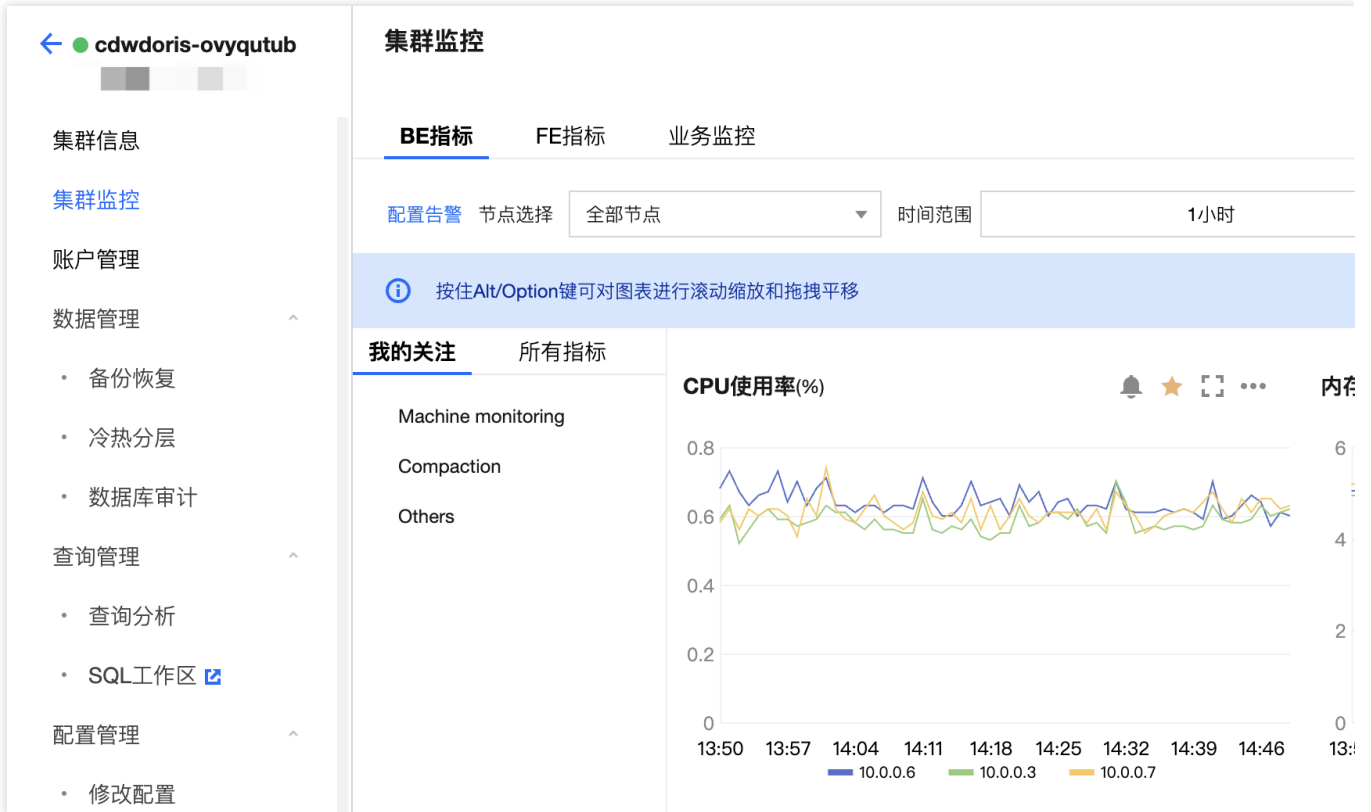 cdwdoris-ovyqutub
集群信息
集群监控
账户管理
数据管理
• 备份恢复
• 冷热分层
• 数据库审计
查询管理
• 查询分析
• SQL工作区
配置管理
• 修改配置
集群监控
BE指标 FE指标 业务监控
配置告警 节点选择 全部节点 时间范围 1小时
按住Alt/Option键可对图表进行滚动缩放和拖拽平移
我的关注 所有指标
Machine monitoring
Compaction
Others
CPU使用率(%)
0.8
0.6
0.4
0.2
0
13:50 13:57 14:04 14:11 14:18 14:25 14:32 14:39 14:46
10.0.0.6 10.0.0.3 10.0.0.7
内存
6
4
2
0
13: